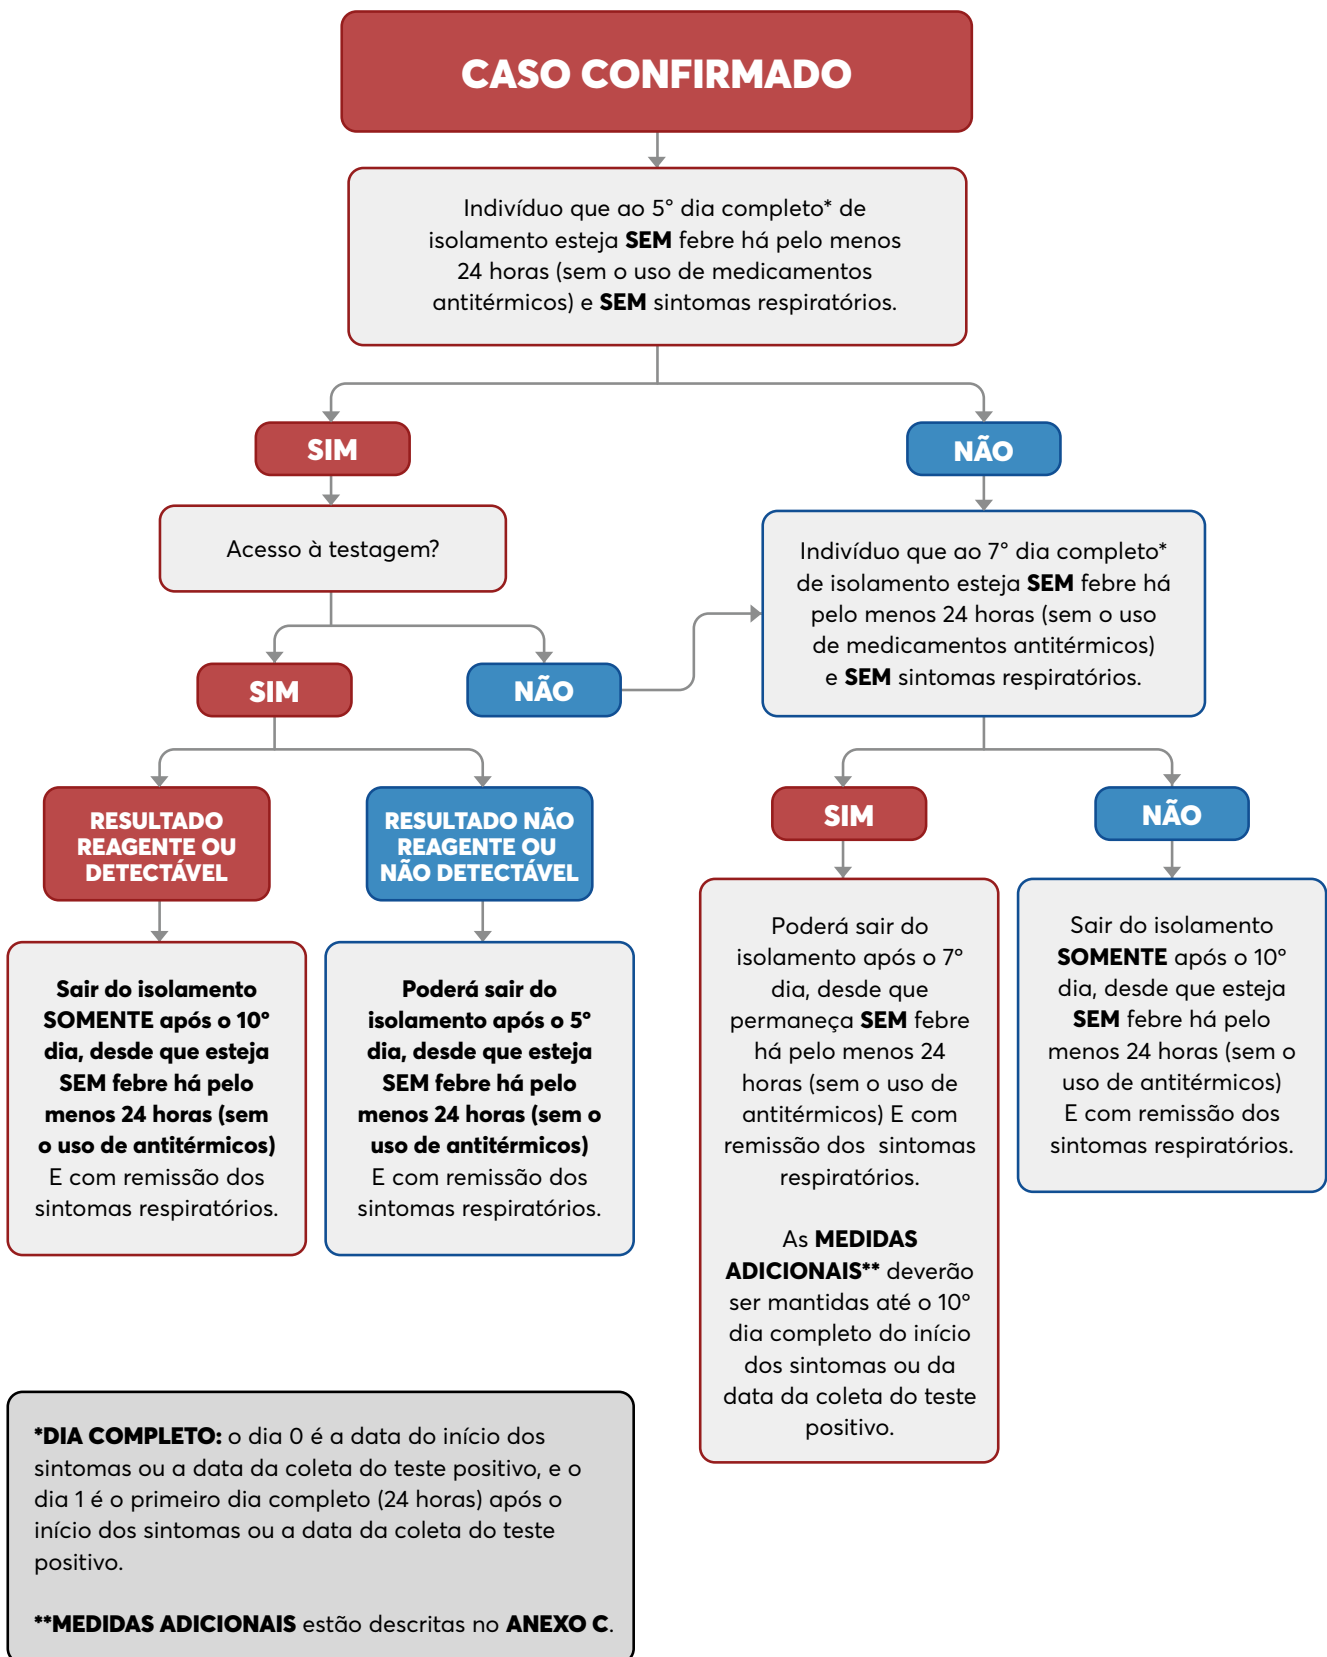 CASO CONFIRMADO
Indivíduo que ao 5° dia completo* de
isolamento esteja SEM febre há pelo menos
24 horas (sem o uso de medicamentos
antitérmicos) e SEM sintomas respiratórios.
SIM
NÃO
Acesso à testagem?
Indivíduo que ao 7° dia completo*
de isolamento esteja SEM febre há
pelo menos 24 horas (sem o uso
de medicamentos antitérmicos)
e SEM sintomas respiratórios.
SIM
NÃO
RESULTADO
REAGENTE OU
DETECTÁVEL
RESULTADO NÃO
REAGENTE OU
NÃO DETECTÁVEL
SIM
NÃO
Sair do isolamento
SOMENTE após o 10°
dia, desde que esteja
SEM febre há pelo
menos 24 horas (sem
o uso de antitérmicos)
E com remissão dos
sintomas respiratórios.
Poderá sair do
isolamento após o 5°
dia, desde que esteja
SEM febre há pelo
menos 24 horas (sem o
uso de antitérmicos)
E com remissão dos
sintomas respiratórios.
Poderá sair do
isolamento após o 7°
dia, desde que
permaneça SEM febre
há pelo menos 24
horas (sem o uso de
antitérmicos) E com
remissão dos sintomas
respiratórios.
As MEDIDAS
ADICIONAIS** deverão
ser mantidas até o 10°
dia completo do início
dos sintomas ou da
data da coleta do teste
positivo.
Sair do isolamento
SOMENTE após o 10°
dia, desde que esteja
SEM febre há pelo
menos 24 horas (sem o
uso de antitérmicos)
E com remissão dos
sintomas respiratórios.
*DIA COMPLETO: o dia 0 é a data do início dos
sintomas ou a data da coleta do teste positivo, e o
dia 1 é o primeiro dia completo (24 horas) após o
início dos sintomas ou a data da coleta do teste
positivo.
**MEDIDAS ADICIONAIS estão descritas no ANEXO C.